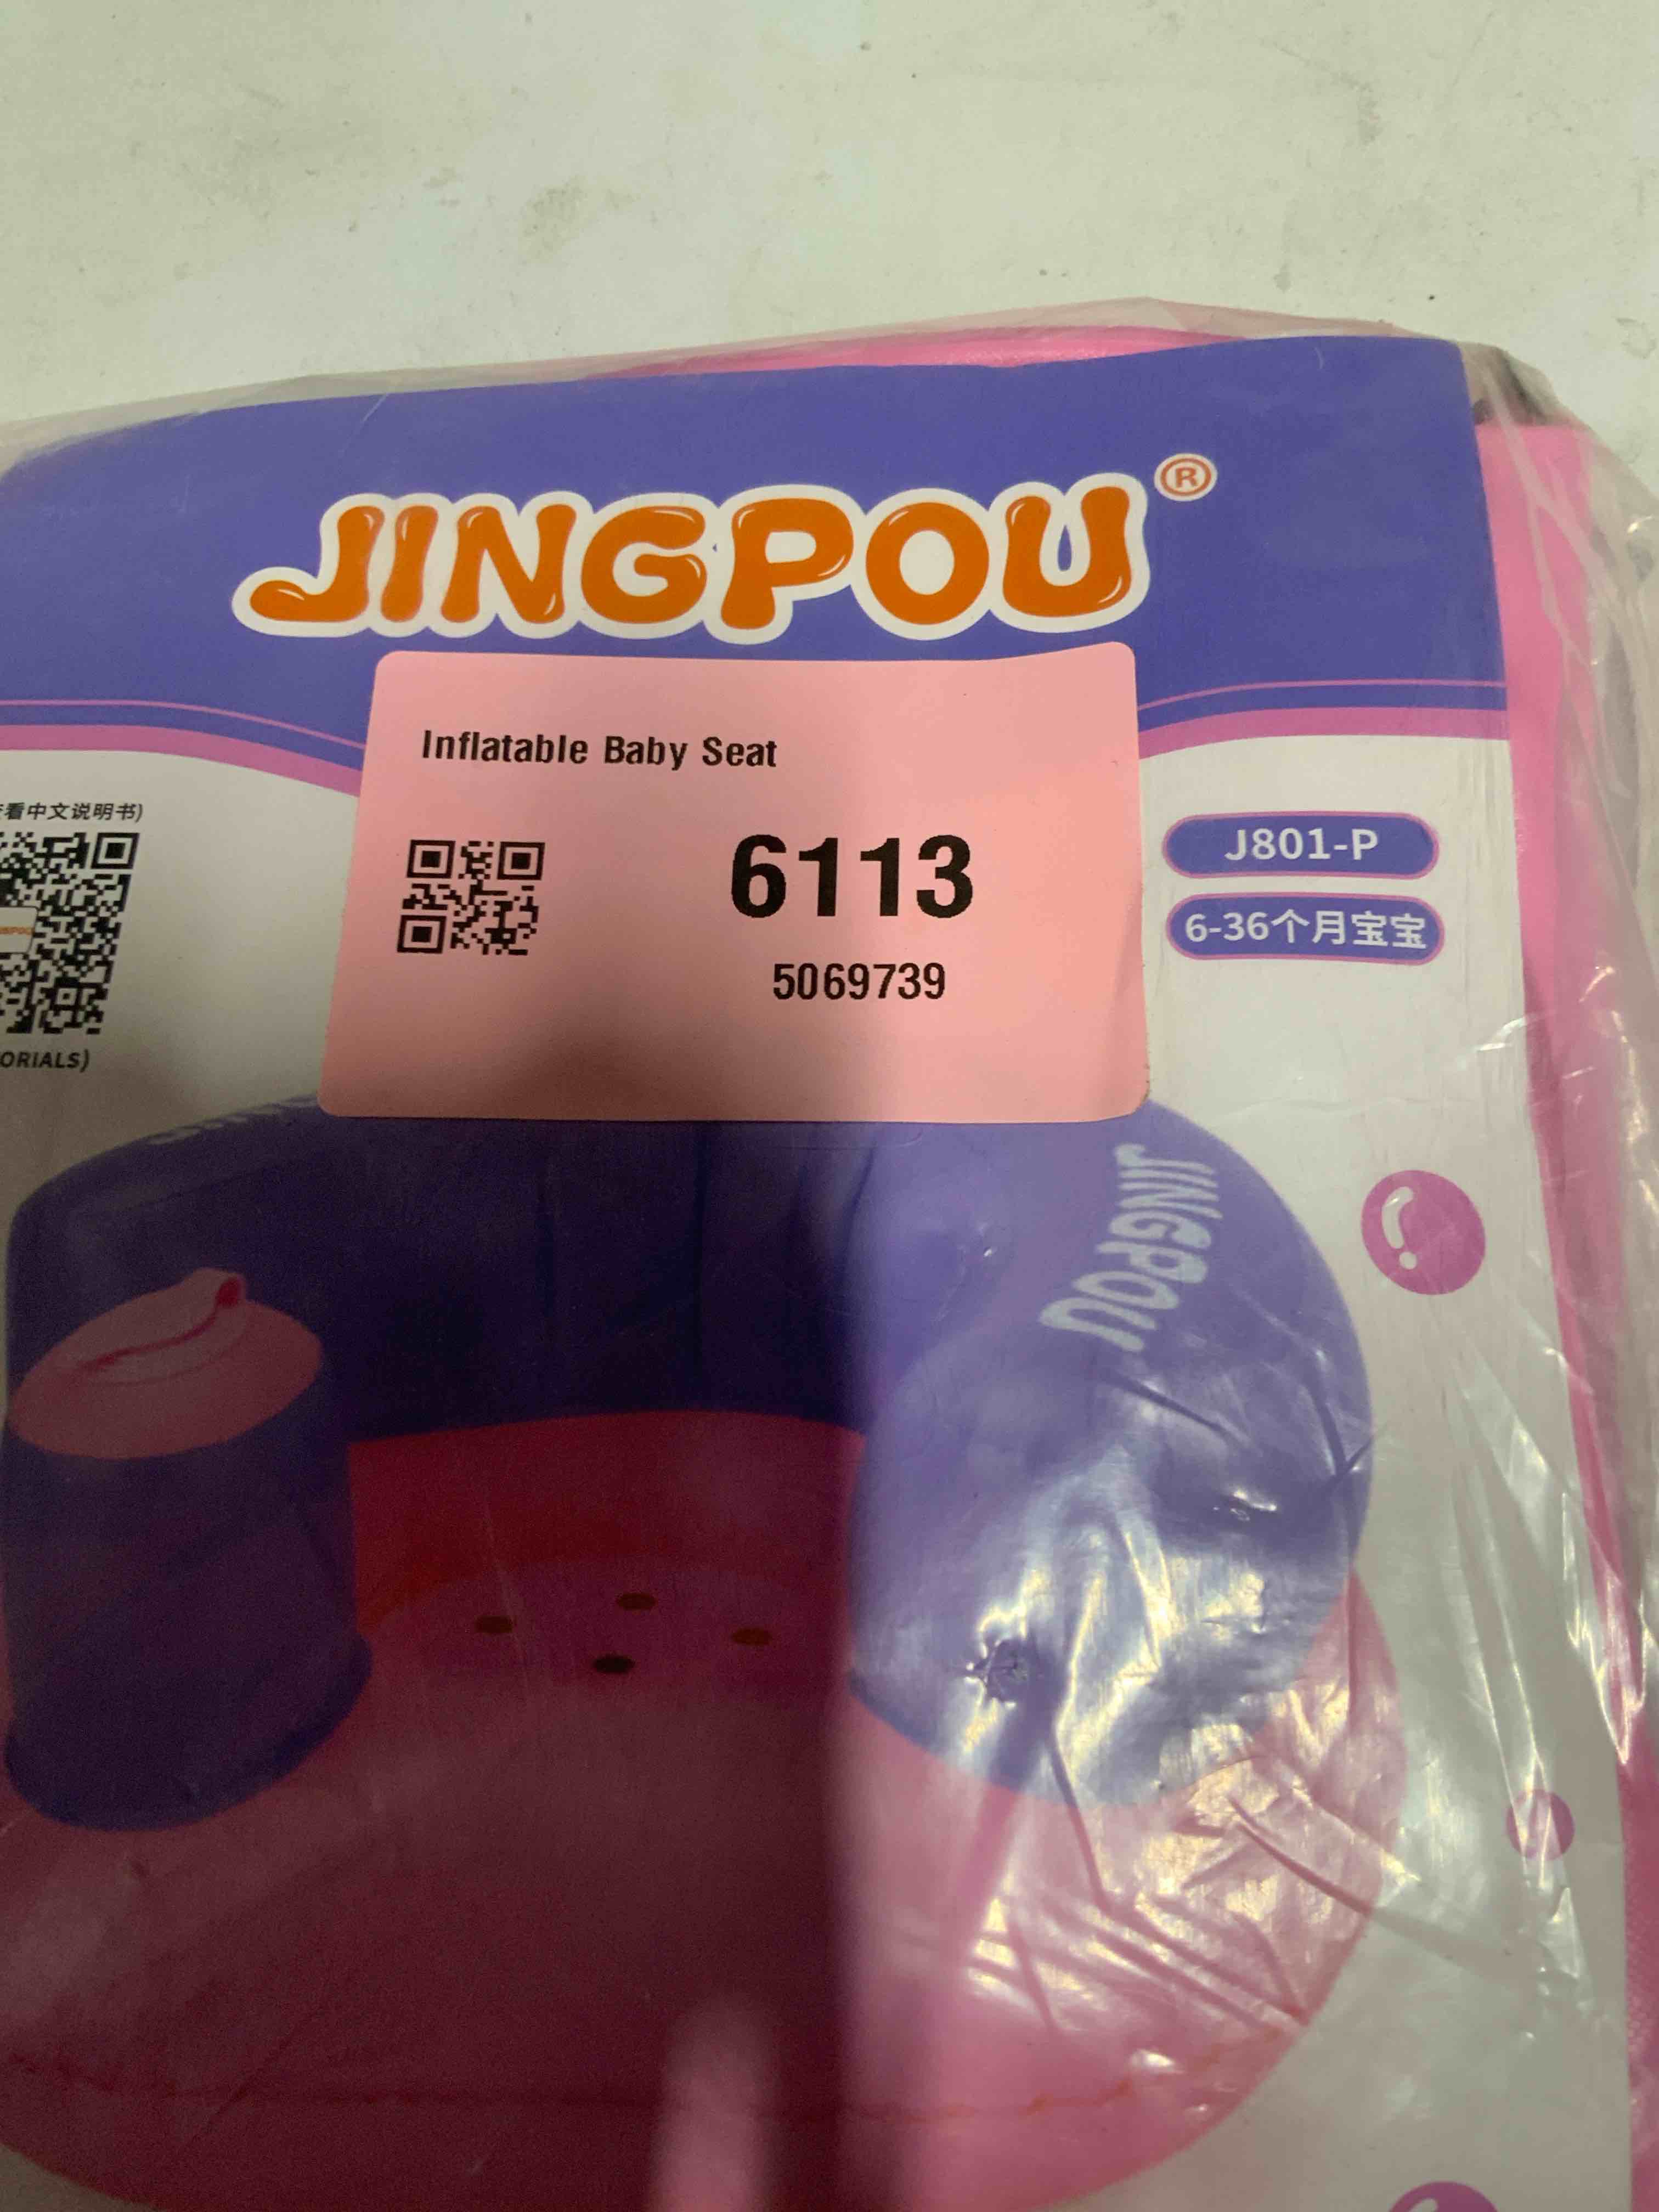 JINGPOU®
Inflatable Baby Seat
6113
5069739
J801-P
6-36个月宝宝
看中文说明书)
ORIALS)
JINGPOU